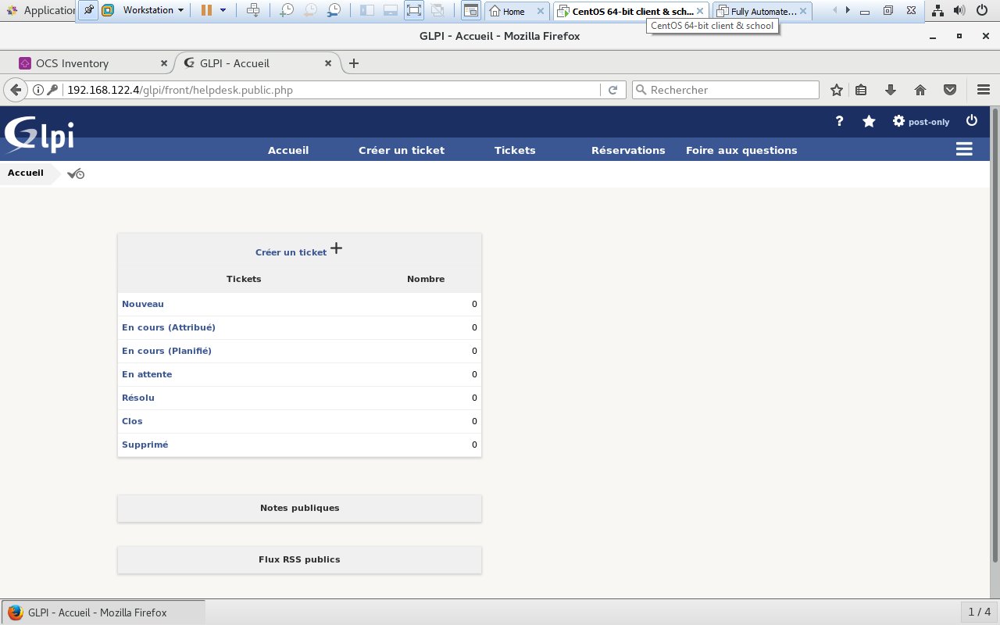 Application
Workstation
Home
CentOS 64-bit client & sch...
Fully Automate...
CentOS 64-bit client & school
GLPI - Accueil - Mozilla Firefox
OCS Inventory
GLPI - Accueil
192.168.122.4/glpi/front/helpdesk.public.php
Rechercher
Glpi
? post-only
Accueil Créer un ticket Tickets Réservations Foire aux questions
Accueil
Créer un ticket
Tickets Nombre
Nouveau 0
En cours (Attribué) 0
En cours (Planifié) 0
En attente 0
Résolu 0
Clos 0
Supprimé 0
Notes publiques
Flux RSS publics
GLPI - Accueil - Mozilla Firefox
1 / 4